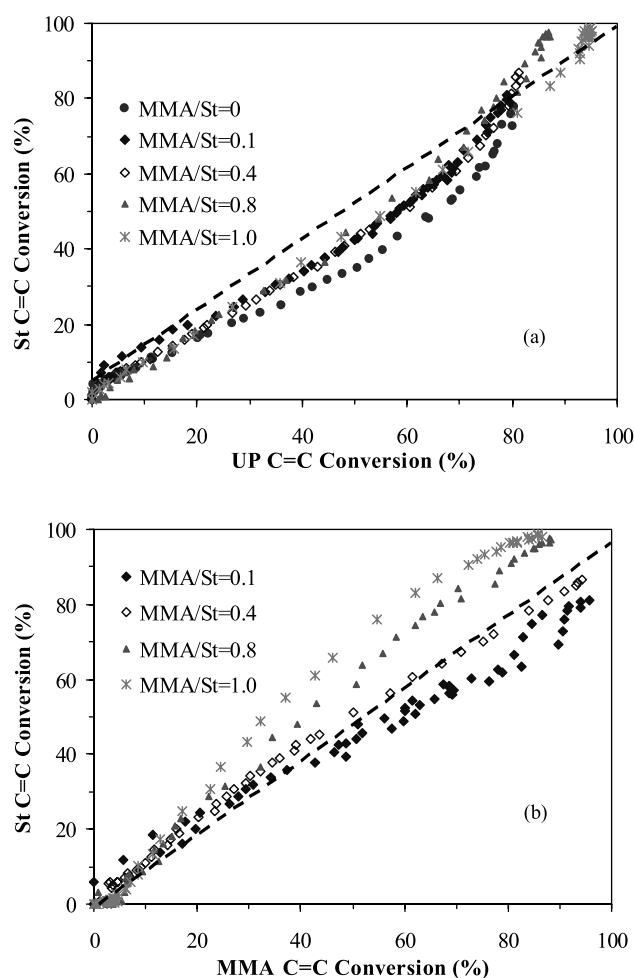 100
80
60
40
20
0
St C=C Conversion (%)
MMA/St=0
MMA/St=0.1
MMA/St=0.4
MMA/St=0.8
MMA/St=1.0
(a)
0 20 40 60 80 100
UP C=C Conversion (%)
100
80
60
40
20
0
St C=C Conversion (%)
MMA/St=0.1
MMA/St=0.4
MMA/St=0.8
MMA/St=1.0
(b)
0 20 40 60 80 100
MMA C=C Conversion (%)